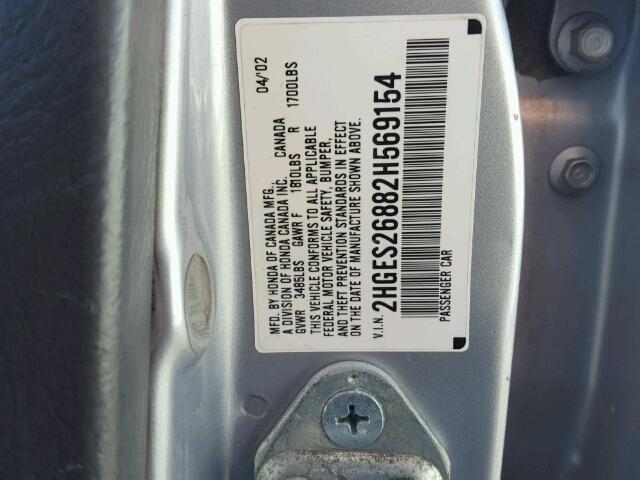 MFD. BY HONDA OF CANADA MFG. 04/'02
A DIVISION OF HONDA CANADA INC. CANADA
GVWR 3485LBS GAWR F 1810LBS R 1700LBS
THIS VEHICLE CONFORMS TO ALL APPLICABLE
FEDERAL MOTOR VEHICLE SAFETY, BUMPER,
AND THEFT PREVENTION STANDARDS IN EFFECT
ON THE DATE OF MANUFACTURE SHOWN ABOVE.
V.I.N. 2HGES26882H569154
PASSENGER CAR